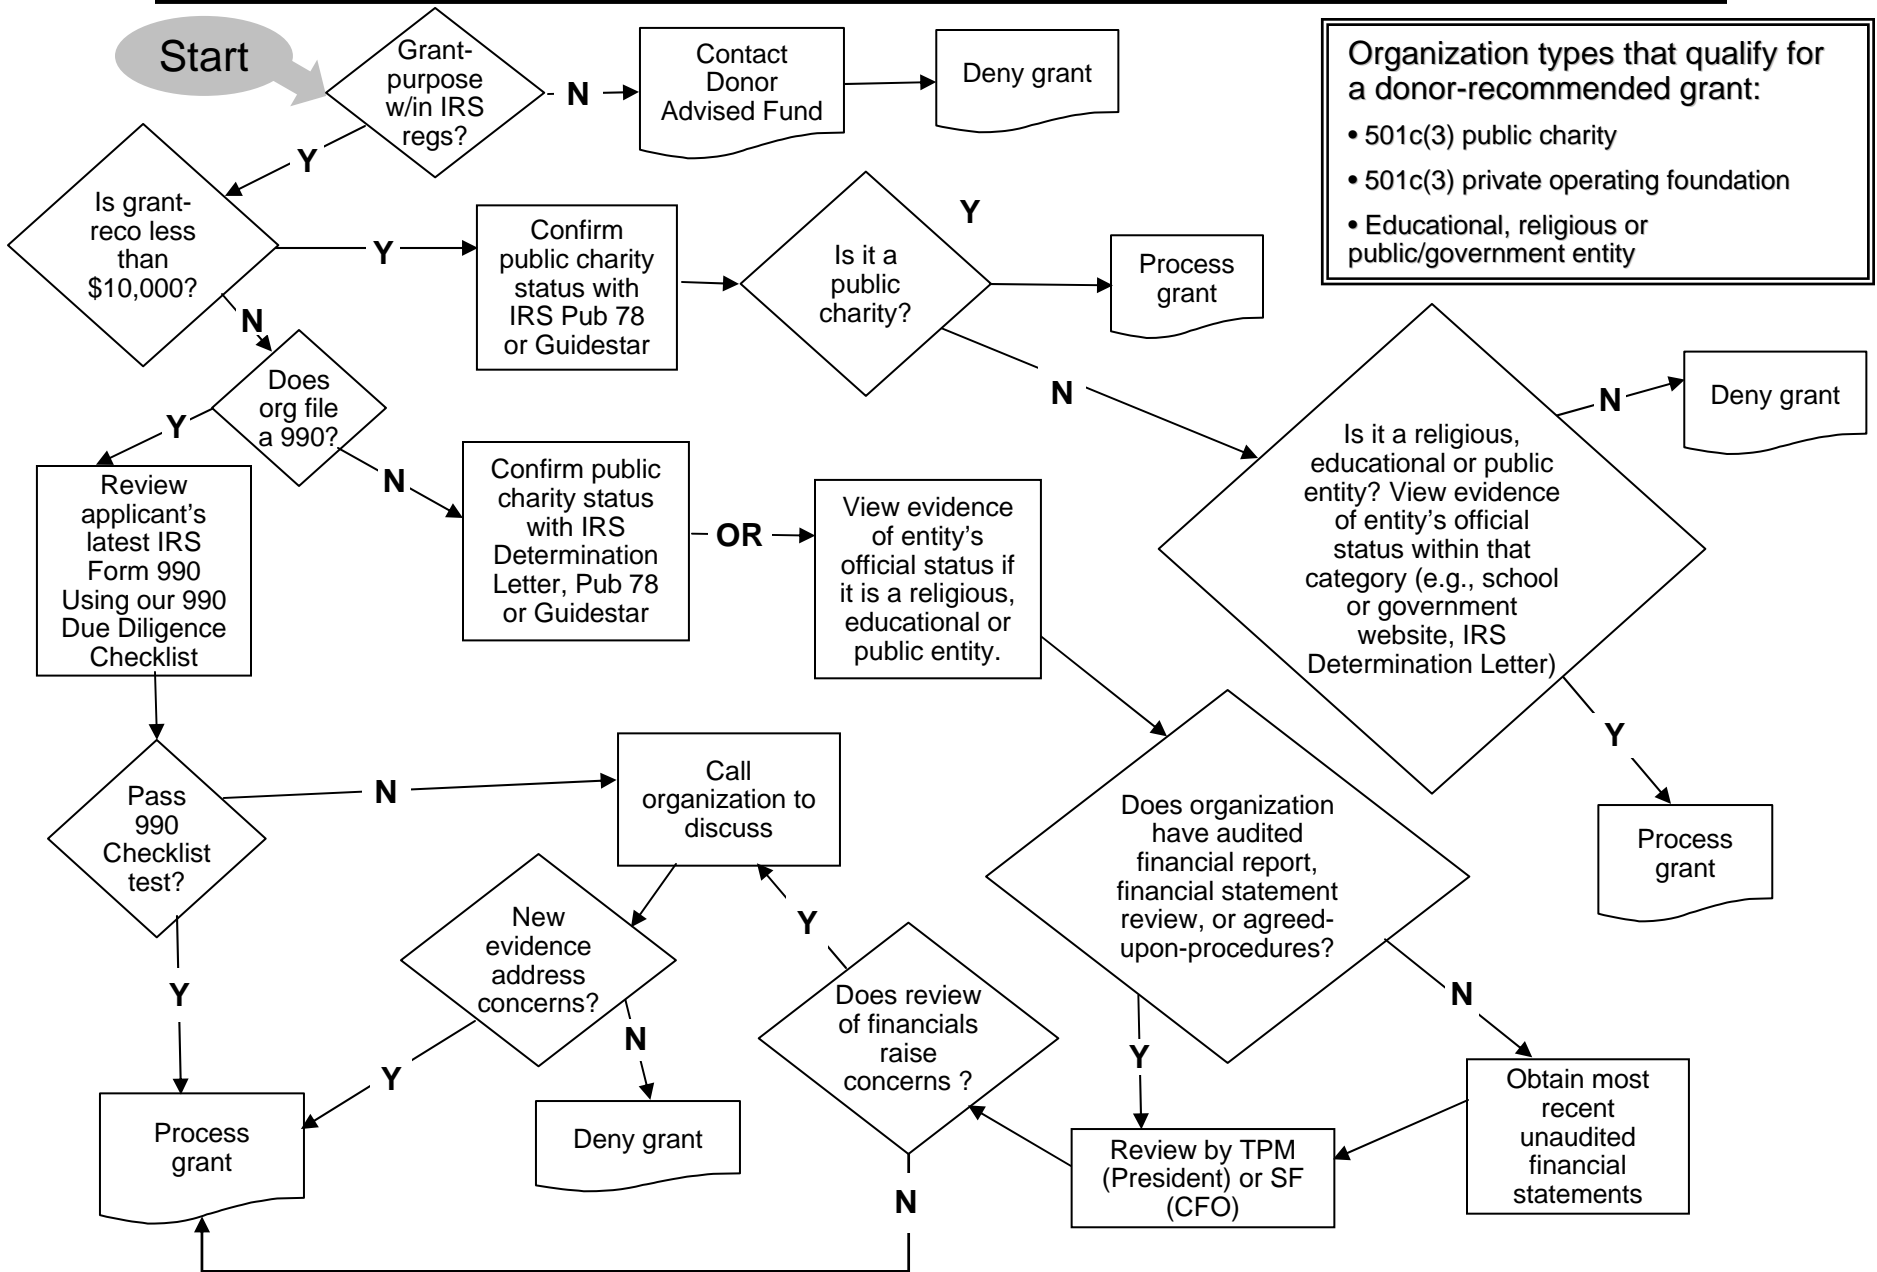 Start
Grant-
purpose
w/in IRS
regs?
N
Contact
Donor
Advised Fund
Deny grant
Organization types that qualify for
a donor-recommended grant:
• 501c(3) public charity
• 501c(3) private operating foundation
• Educational, religious or
public/government entity
Y
Is grant-
reco less
than
$10,000?
Y
Confirm
public charity
status with
IRS Pub 78
or Guidestar
Is it a
public
charity?
Y
Process
grant
N
N
Does
org file
a 990?
Is it a religious,
educational or public
entity? View evidence
of entity's official
status within that
category (e.g., school
or government
website, IRS
Determination Letter)
N
Deny grant
Y
Process
grant
Y
Review
applicant's
latest IRS
Form 990
Using our 990
Due Diligence
Checklist
N
Confirm public
charity status
with IRS
Determination
Letter, Pub 78
or Guidestar
OR
View evidence
of entity's
official status if
it is a religious,
educational or
public entity.
Pass
990
Checklist
test?
N
Call
organization to
discuss
Does organization
have audited
financial report,
financial statement
review, or agreed-
upon-procedures?
New
evidence
address
concerns?
Y
Does review
of financials
raise
concerns ?
N
Y
Y
N
Y
Process
grant
Deny grant
N
Review by TPM
(President) or SF
(CFO)
Obtain most
recent
unaudited
financial
statements